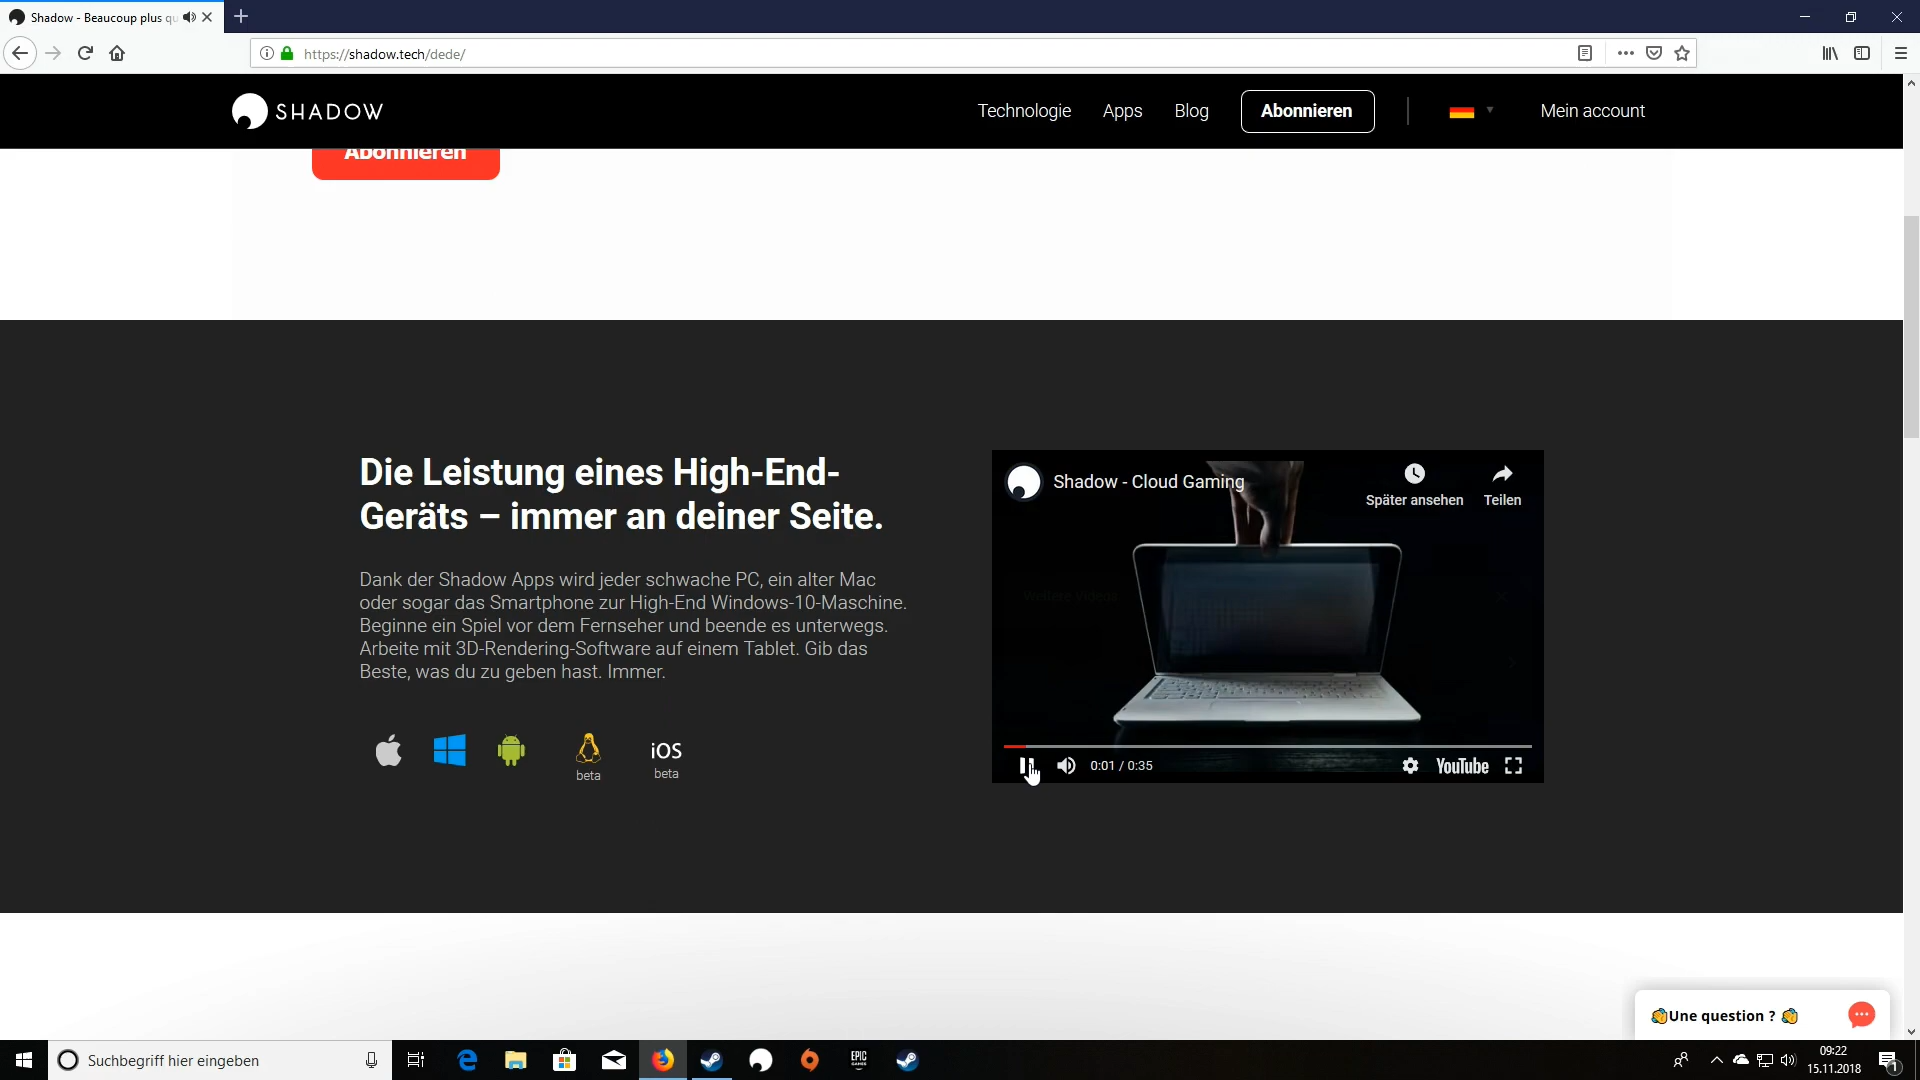 Shadow - Beaucoup plus qu
https://shadow.tech/dede/
SHADOW
Technologie
Apps
Blog
Abonnieren
Mein account
Abonnieren
Die Leistung eines High-End-
Geräts – immer an deiner Seite.
Dank der Shadow Apps wird jeder schwache PC, ein alter Mac
oder sogar das Smartphone zur High-End Windows-10-Maschine.
Beginne ein Spiel vor dem Fernseher und beende es unterwegs.
Arbeite mit 3D-Rendering-Software auf einem Tablet. Gib das
Beste, was du zu geben hast. Immer.
beta
iOS
beta
Shadow - Cloud Gaming
Später ansehen
Teilen
Weitere Videos
0:01 / 0:35
YouTube
Une question ?
Suchbegriff hier eingeben
EPIC
GAMES
09:22
15.11.2018
1